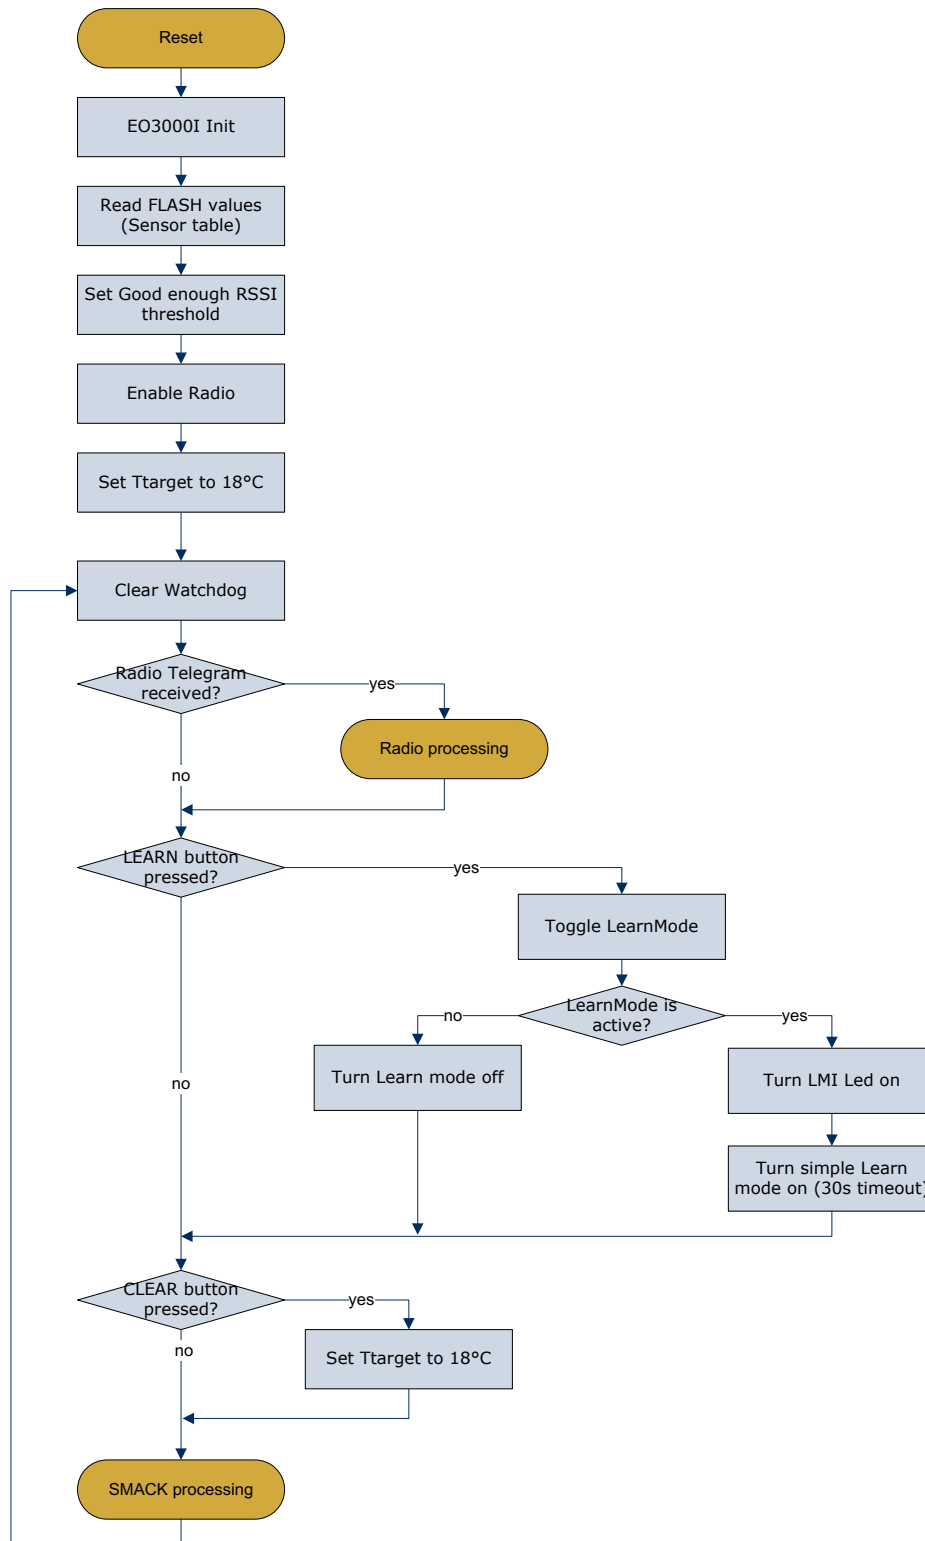 Reset
EO3000I Init
Read FLASH values
(Sensor table)
Set Good enough RSSI
threshold
Enable Radio
Set Ttarget to 18°C
Clear Watchdog
Radio Telegram
received?
yes
Radio processing
no
LEARN button
pressed?
yes
Toggle LearnMode
LearnMode is
active?
no
yes
Turn Learn mode off
Turn LMI Led on
no
Turn simple Learn
mode on (30s timeout)
CLEAR button
pressed?
yes
no
Set Ttarget to 18°C
SMACK processing